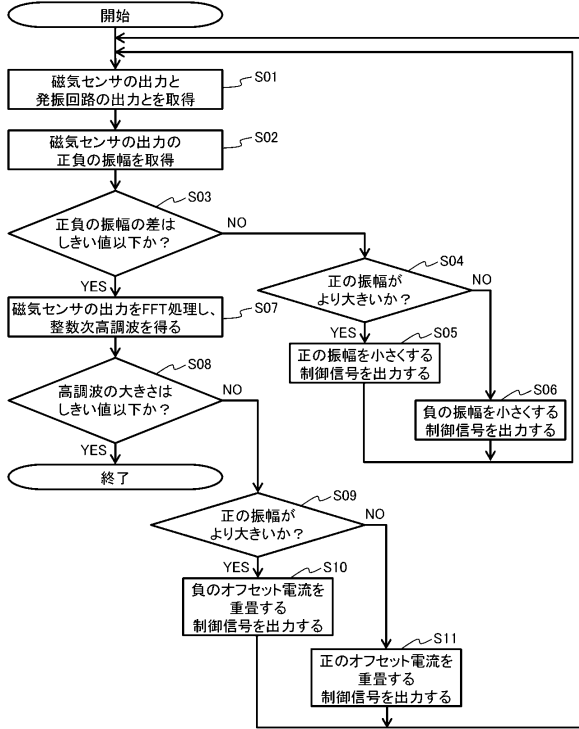 開始
磁気センサの出力と
発振回路の出力とを取得
S01
磁気センサの出力の
正負の振幅を取得
S02
S03
正負の振幅の差は
しきい値以下か？
NO
YES
S04
正の振幅が
より大きいか？
NO
YES
S05
正の振幅を小さくする
制御信号を出力する
S06
負の振幅を小さくする
制御信号を出力する
磁気センサの出力をFFT処理し、
整数次高調波を得る
S07
S08
高調波の大きさは
しきい値以下か？
NO
YES
終了
S09
正の振幅が
より大きいか？
NO
YES
S10
負のオフセット電流を
重畳する
制御信号を出力する
S11
正のオフセット電流を
重畳する
制御信号を出力する